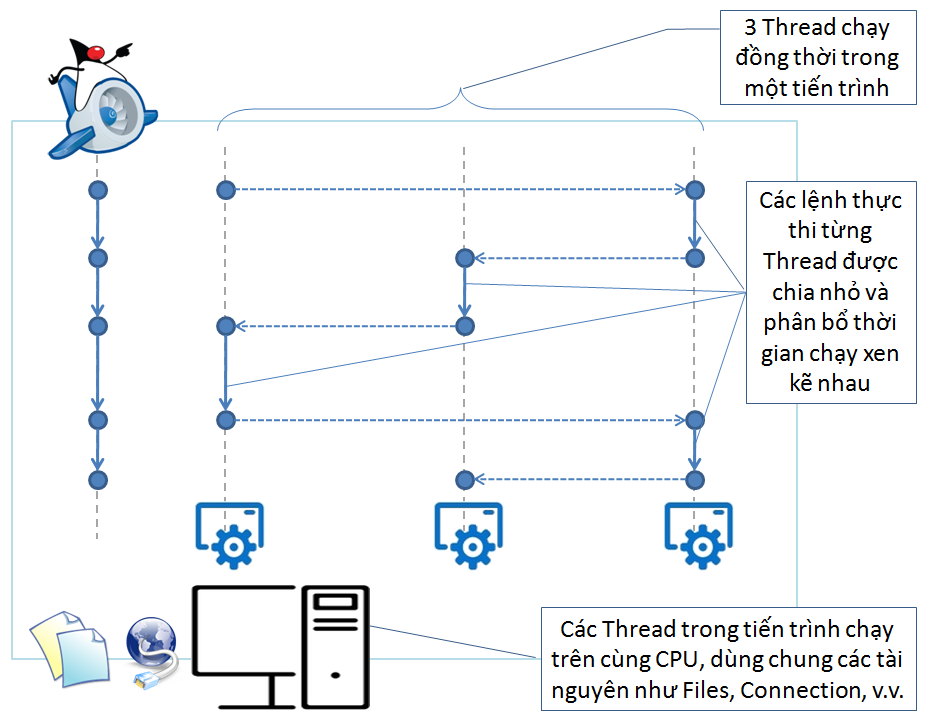 3 Thread chạy
đồng thời trong
một tiến trình
Các lệnh thực
thi từng
Thread được
chia nhỏ và
phân bổ thời
gian chạy xen
kẽ nhau
Các Thread trong tiến trình chạy
trên cùng CPU, dùng chung các tài
nguyên như Files, Connection, v.v.